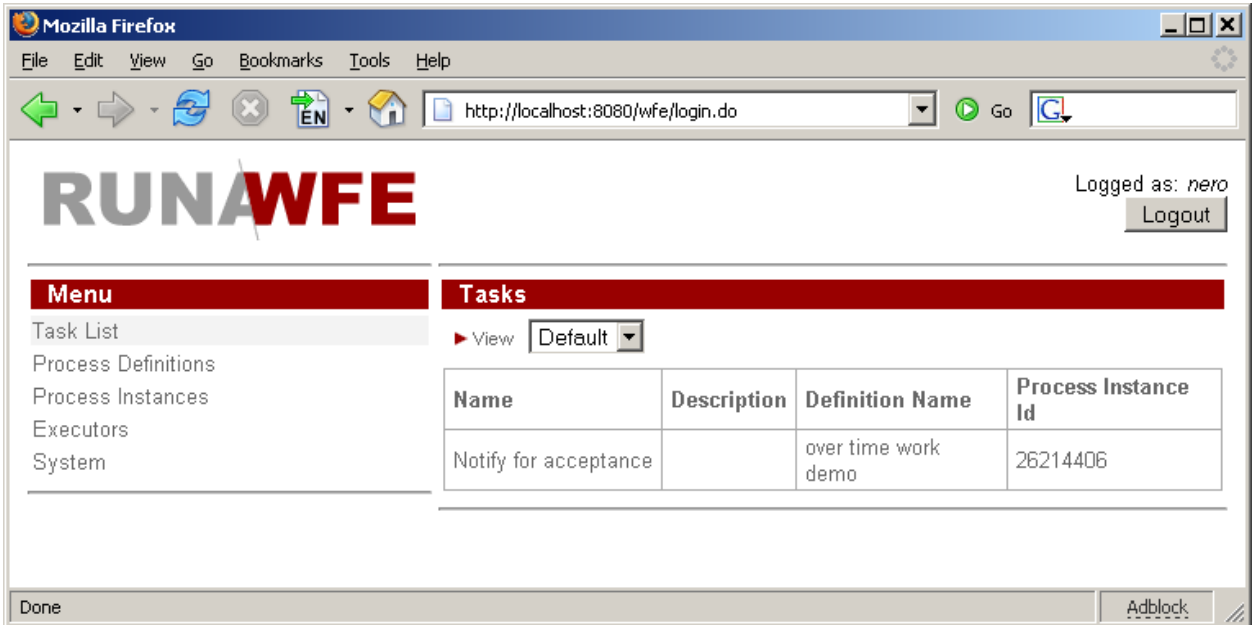 Mozilla Firefox
File Edit View Go Bookmarks Tools Help
EN http://localhost:8080/wfe/login.do Go G
RUNAWFE
Logged as: nero
Logout
Menu
Task List
Process Definitions
Process Instances
Executors
System
Tasks
View Default
Name Description Definition Name Process Instance Id
Notify for acceptance over time work demo 26214406
Done Adblock